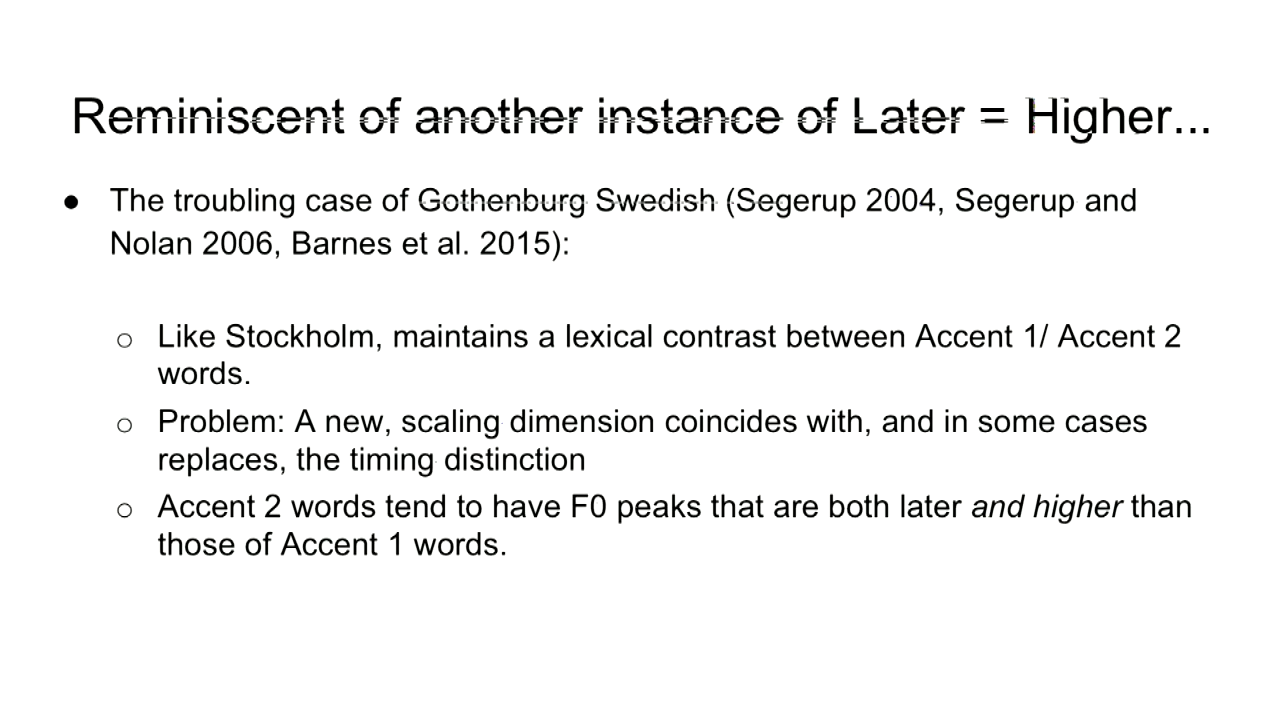 Reminiscent of another instance of Later = Higher...
● The troubling case of Gothenburg Swedish (Segerup 2004, Segerup and
Nolan 2006, Barnes et al. 2015):
○ Like Stockholm, maintains a lexical contrast between Accent 1/ Accent 2
words.
○ Problem: A new, scaling dimension coincides with, and in some cases
replaces, the timing distinction
○ Accent 2 words tend to have F0 peaks that are both later and higher than
those of Accent 1 words.